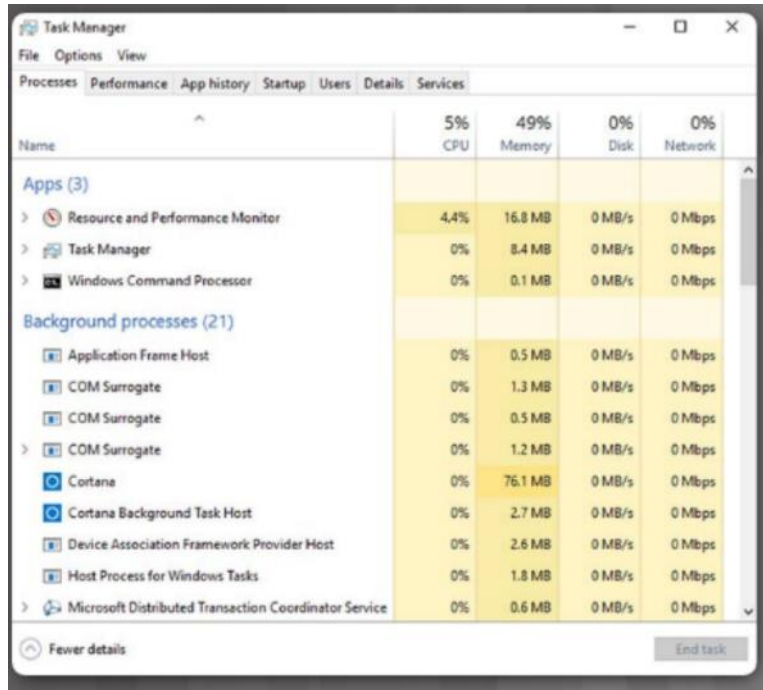 Task Manager
File Options View
Processes Performance App history Startup Users Details Services
5% 49% 0% 0%
Name CPU Memory Disk Network
Apps (3)
Resource and Performance Monitor 4,4% 16.8 MB 0 MB/s 0 Mbps
Task Manager 0% 8.4 MB 0 MB/s 0 Mbps
Windows Command Processor 0% 0.1 MB 0 MB/s 0 Mbps
Background processes (21)
Application Frame Host 0% 0.5 MB 0 MB/s 0 Mbps
COM Surrogate 0% 1.3 MB 0 MB/s 0 Mbps
COM Surrogate 0% 0.5 MB 0 MB/s 0 Mbps
COM Surrogate 0% 1.2 MB 0 MB/s 0 Mbps
Cortana 0% 76.1 MB 0 MB/s 0 Mbps
Cortana Background Task Host 0% 2.7 MB 0 MB/s 0 Mbps
Device Association Framework Provider Host 0% 2.6 MB 0 MB/s 0 Mbps
Host Process for Windows Tasks 0% 1.8 MB 0 MB/s 0 Mbps
Microsoft Distributed Transaction Coordinator Service 0% 0.6 MB 0 MB/s 0 Mbps
Fewer details End task